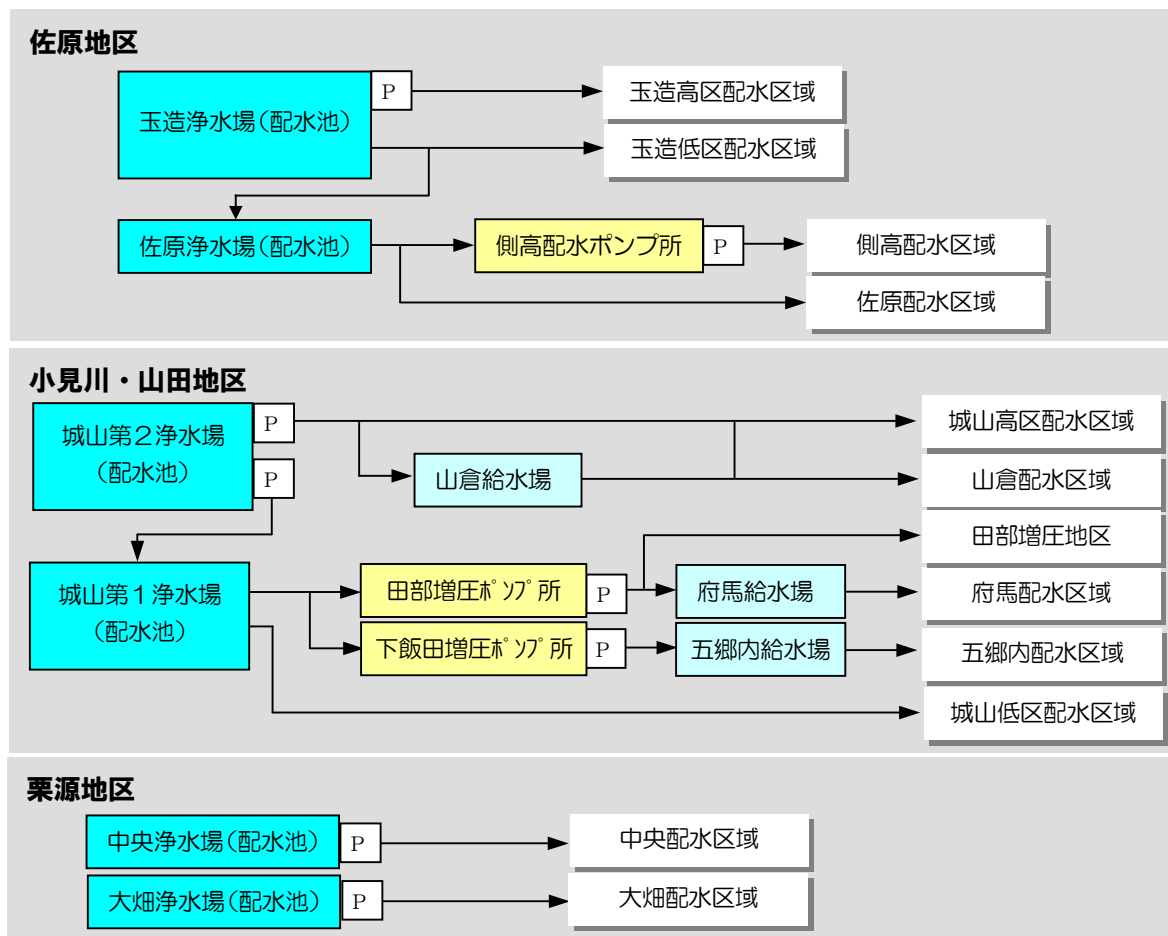 佐原地区
P
玉造浄水場（配水池）
玉造高区配水区域
玉造低区配水区域
佐原浄水場（配水池）
側高配水ポンプ所
P
側高配水区域
佐原配水区域
小見川・山田地区
城山第２浄水場
（配水池）
P
P
城山高区配水区域
山倉給水場
山倉配水区域
田部増圧地区
城山第１浄水場
（配水池）
田部増圧ﾎﾟﾝﾌﾟ所
P
府馬給水場
府馬配水区域
下飯田増圧ﾎﾟﾝﾌﾟ所
P
五郷内給水場
五郷内配水区域
城山低区配水区域
栗源地区
中央浄水場（配水池）
P
中央配水区域
大畑浄水場（配水池）
P
大畑配水区域